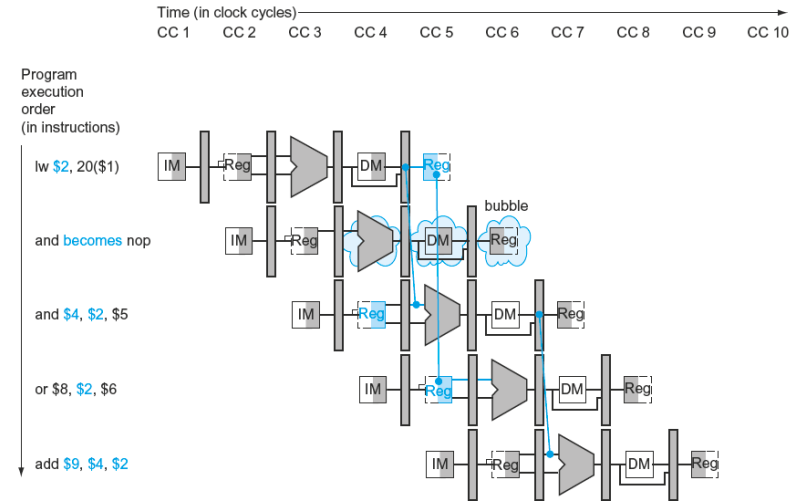 Time (in clock cycles)
CC 1 CC 2 CC 3 CC 4 CC 5 CC 6 CC 7 CC 8 CC 9 CC 10
Program
execution
order
(in instructions)
lw $2, 20($1) IM Reg DM Reg
bubble
and becomes nop IM Reg DM Reg
and $4, $2, $5 IM Reg DM Reg
or $8, $2, $6 IM Reg DM Reg
add $9, $4, $2 IM Reg DM Reg